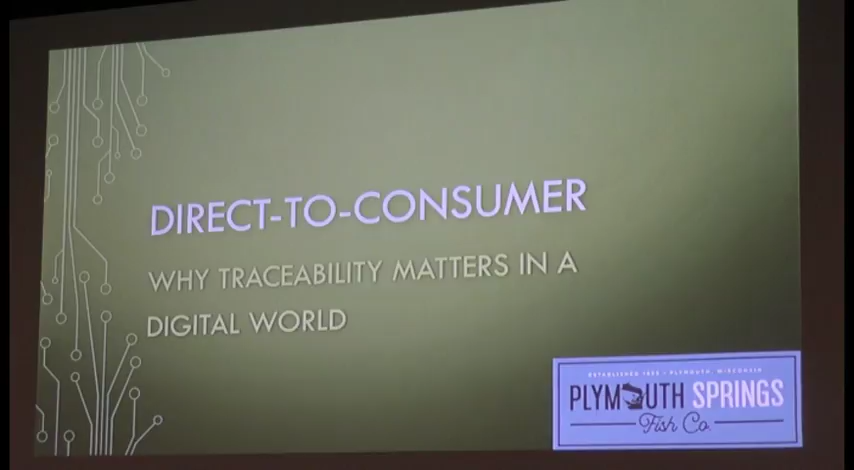 DIRECT-TO-CONSUMER
WHY TRACEABILITY MATTERS IN A
DIGITAL WORLD
PLYMOUTH SPRINGS
Fish Co.